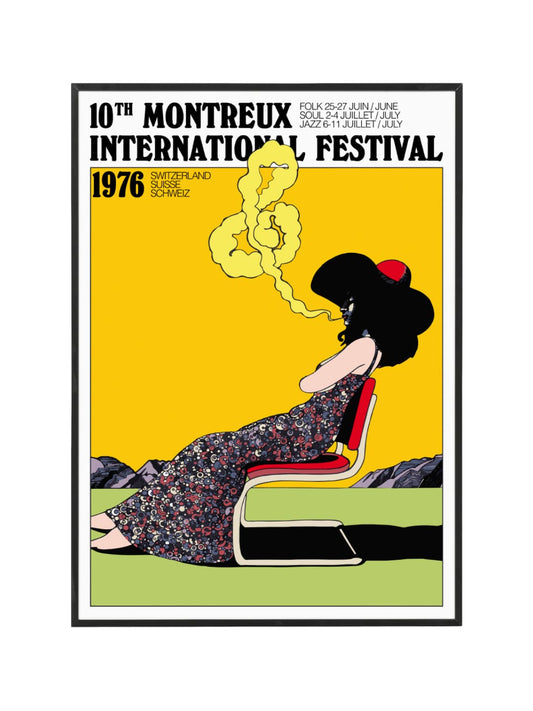 10TH MONTREUX
FOLK 25-27 JUIN / JUNE
SOUL 2-4 JUILLET / JULY
JAZZ 6-11 JUILLET / JULY
INTERNATIONAL FESTIVAL
1976
SWITZERLAND
SUISSE
SCHWEIZ